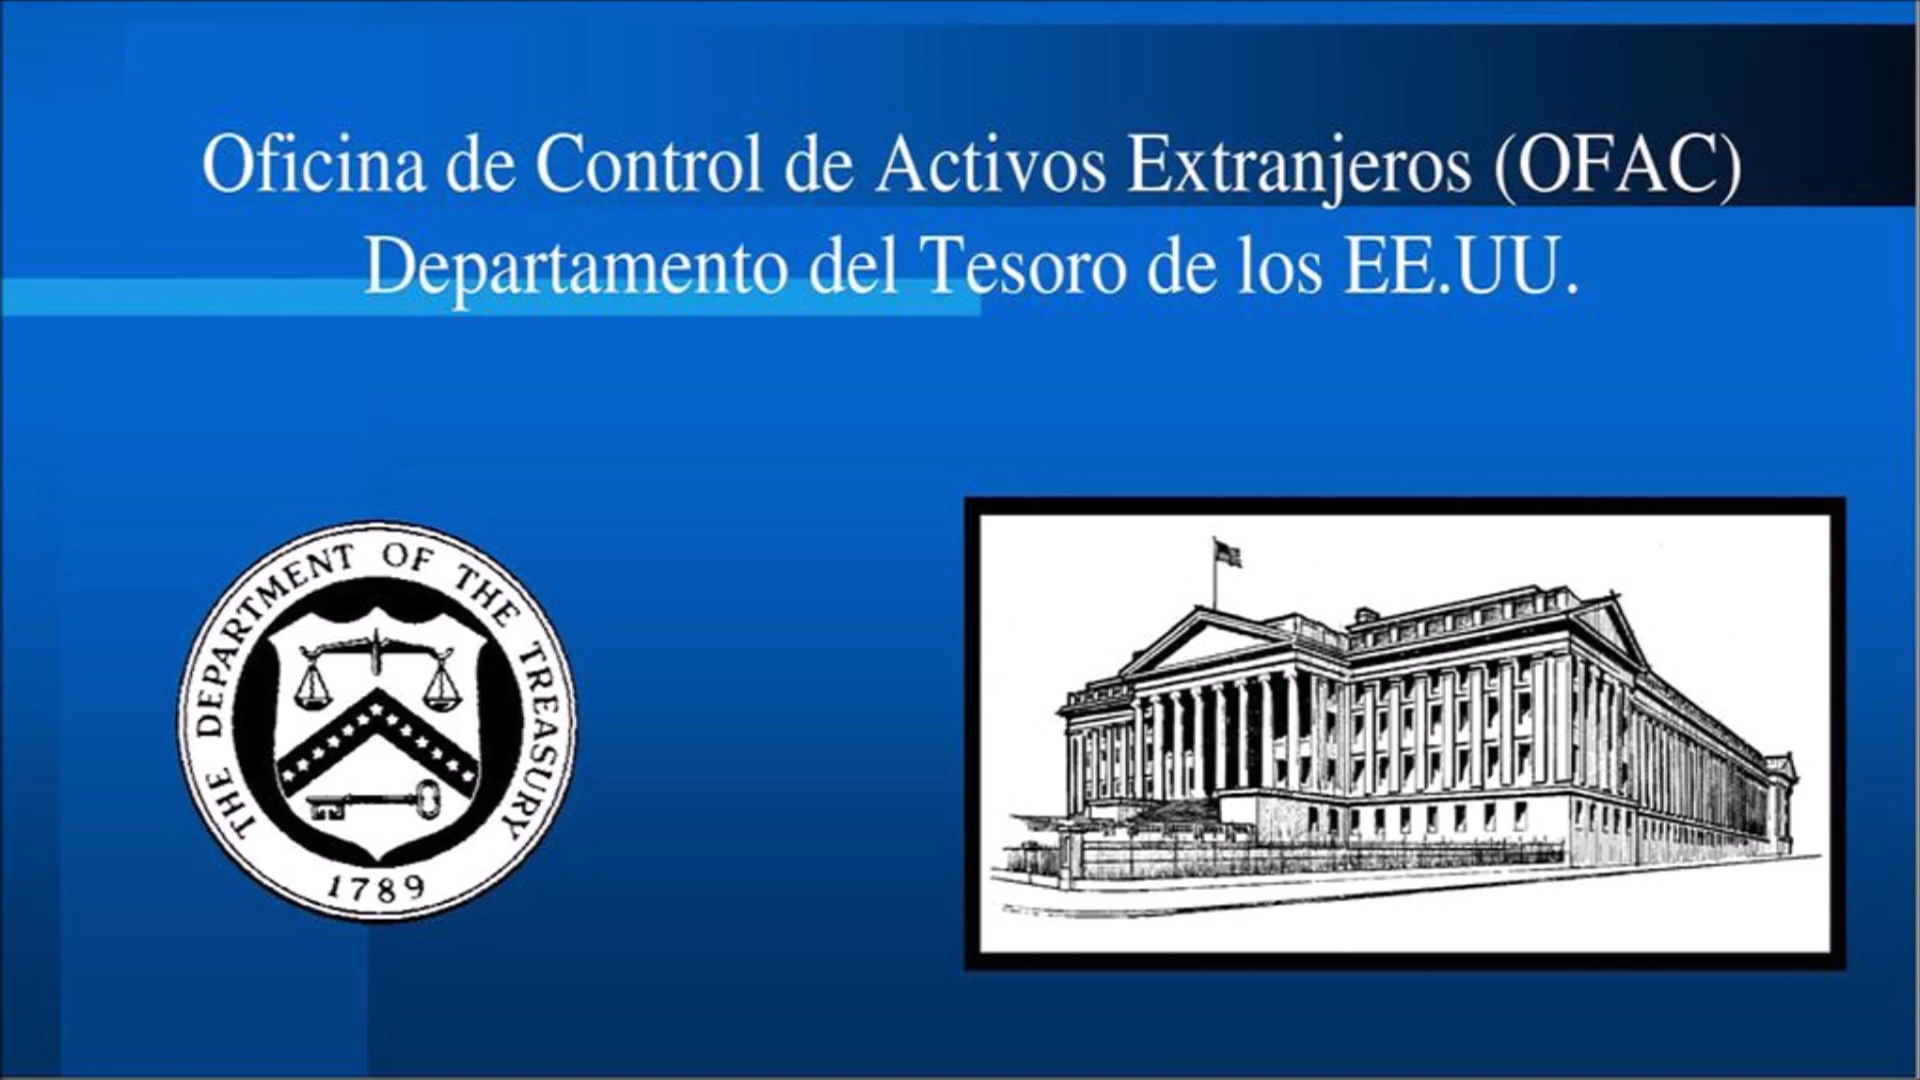 Oficina de Control de Activos Extranjeros (OFAC)
Departamento del Tesoro de los EE.UU.
THE DEPARTMENT OF THE TREASURY
1789